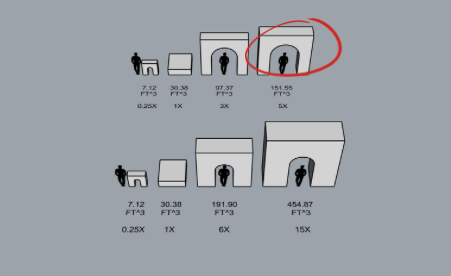 7.12 30.38 97.37 151.55
FT^3 FT^3 FT^3 FT^3
0.25X 1X 3X 5X
7.12 30.38 191.90 454.87
FT^3 FT^3 FT^3 FT^3
0.25X 1X 6X 15X